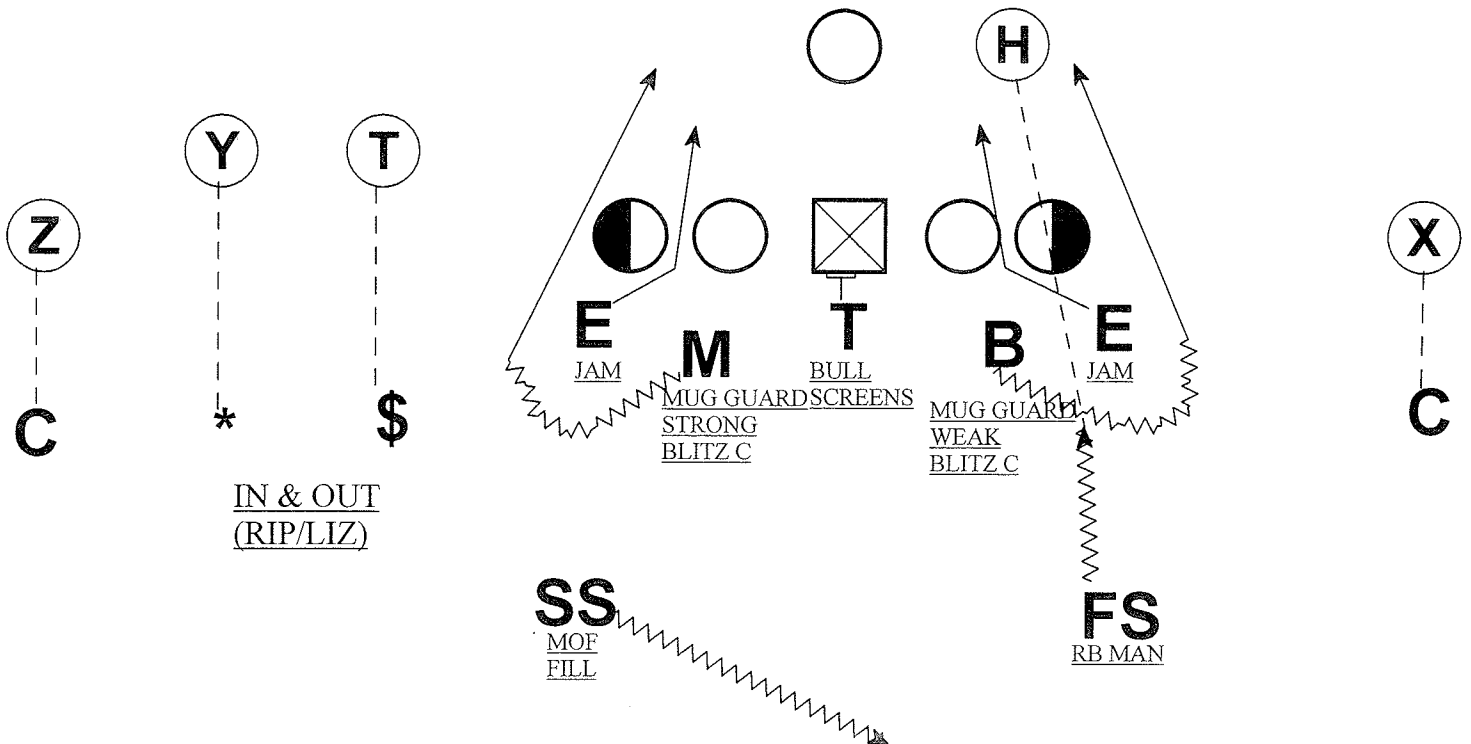 H
Y
T
Z
X
E
JAM
M
MUG GUARD
STRONG
BLITZ C
T
BULL
SCREENS
B
MUG GUARD
WEAK
BLITZ C
E
JAM
C
*
$
C
IN & OUT
(RIP/LIZ)
SS
MOF
FILL
FS
RB MAN